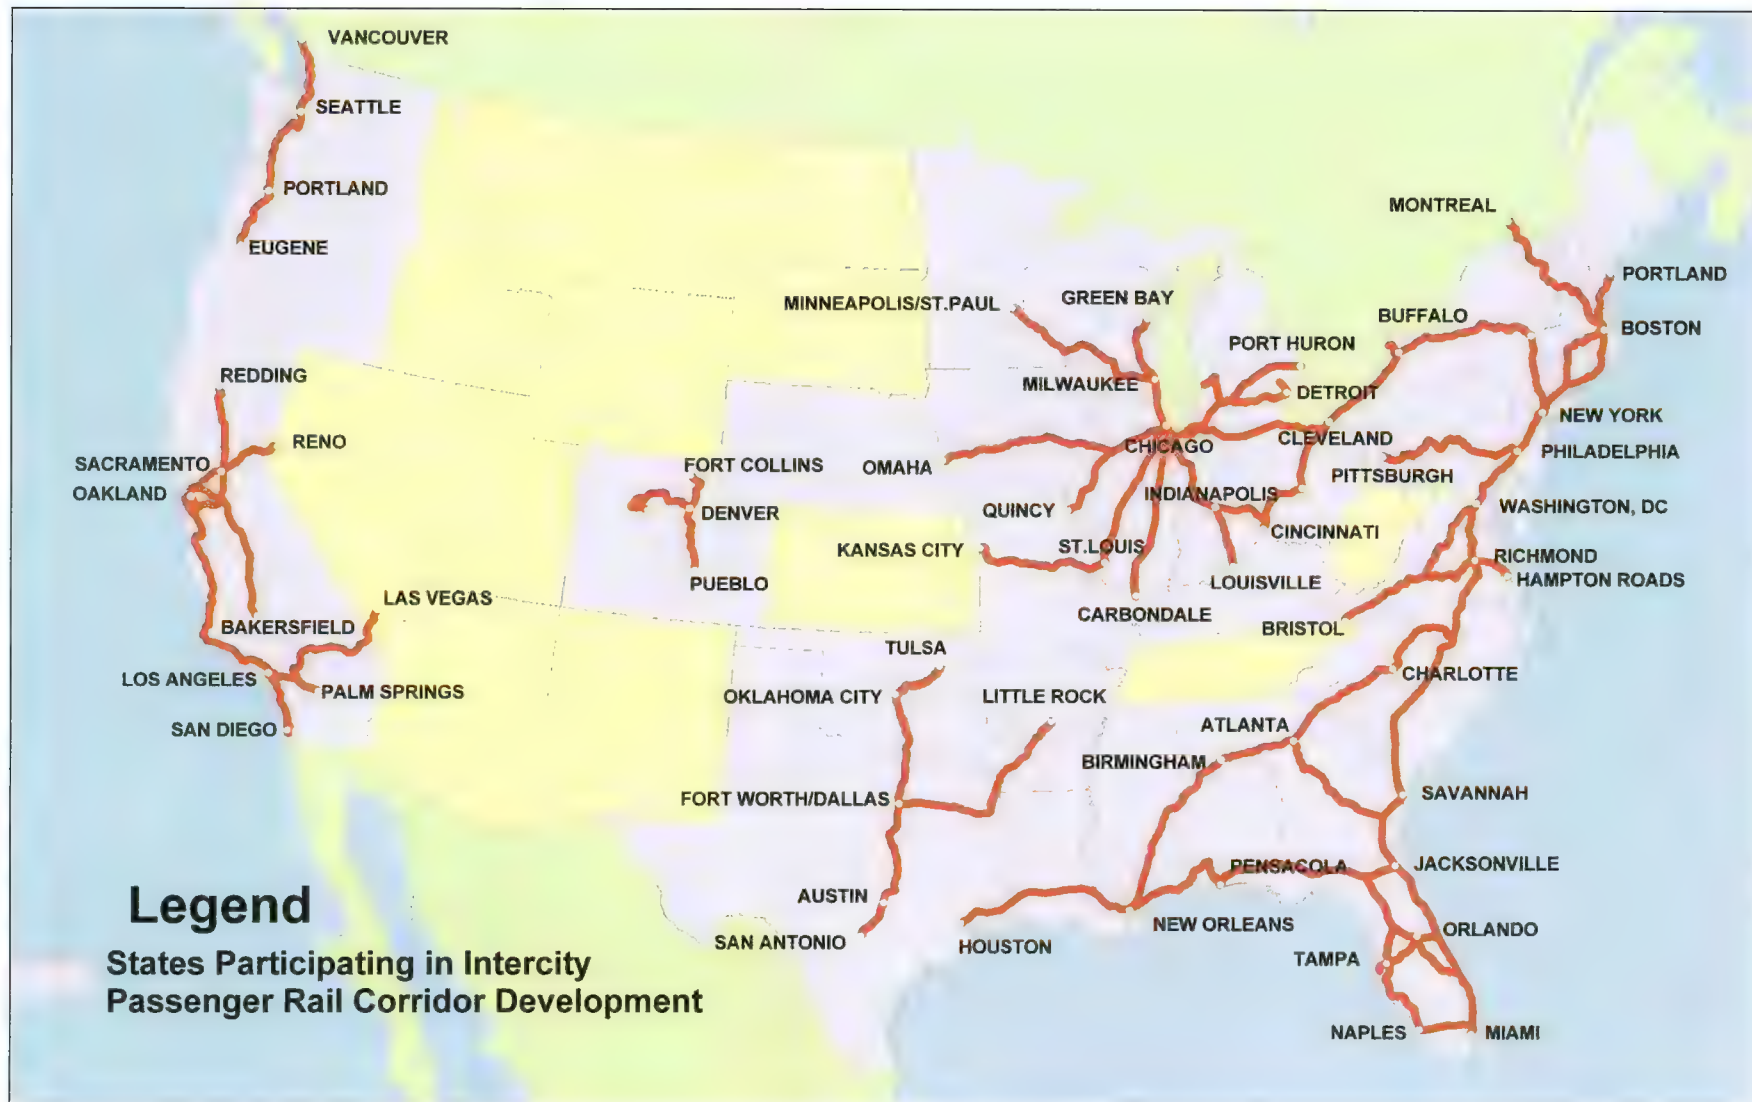 VANCOUVER
SEATTLE
PORTLAND
EUGENE
MONTREAL
PORTLAND
MINNEAPOLIS/ST.PAUL
GREEN BAY
BUFFALO
BOSTON
PORT HURON
REDDING
MILWAUKEE
DETROIT
NEW YORK
RENO
CHICAGO
CLEVELAND
PHILADELPHIA
SACRAMENTO
FORT COLLINS
OMAHA
PITTSBURGH
OAKLAND
INDIANAPOLIS
DENVER
QUINCY
WASHINGTON, DC
CINCINNATI
KANSAS CITY
ST.LOUIS
RICHMOND
PUEBLO
LOUISVILLE
HAMPTON ROADS
LAS VEGAS
CARBONDALE
BAKERSFIELD
BRISTOL
TULSA
LOS ANGELES
PALM SPRINGS
OKLAHOMA CITY
LITTLE ROCK
CHARLOTTE
SAN DIEGO
ATLANTA
BIRMINGHAM
FORT WORTH/DALLAS
SAVANNAH
PENSACOLA
JACKSONVILLE
AUSTIN
SAN ANTONIO
HOUSTON
NEW ORLEANS
ORLANDO
TAMPA
NAPLES
MIAMI
Legend
States Participating in Intercity
Passenger Rail Corridor Development